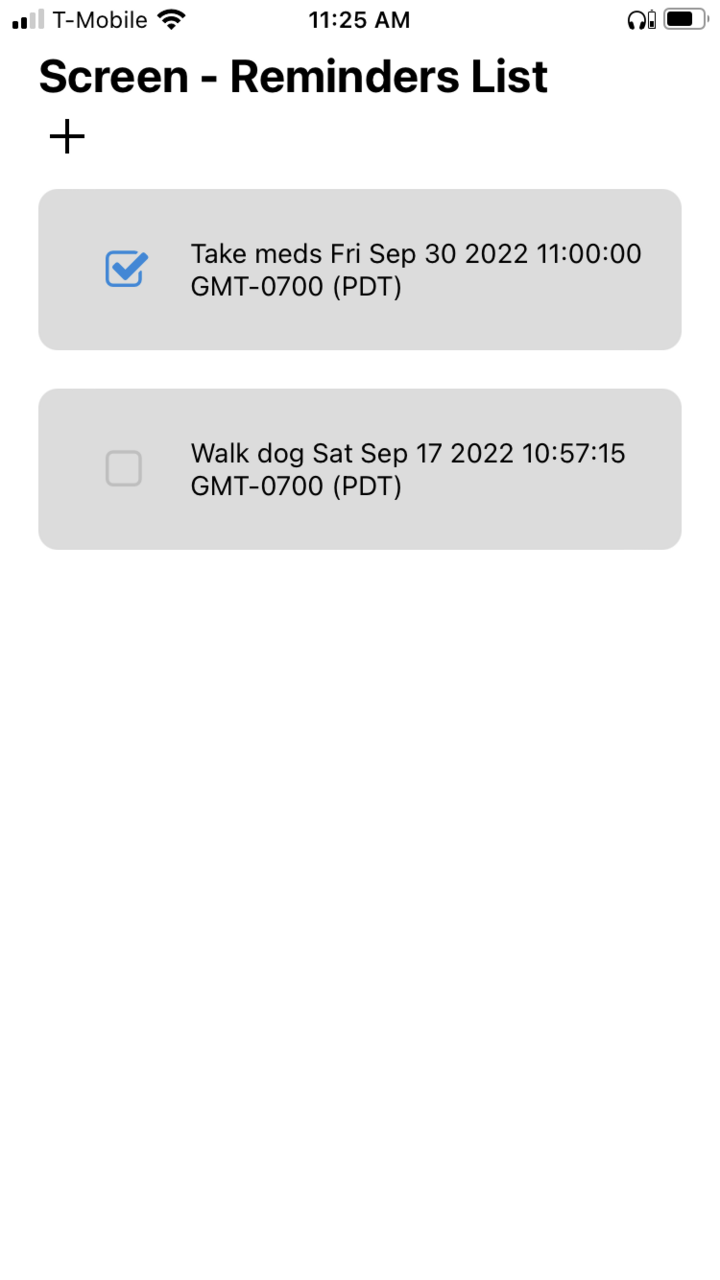 T-Mobile 11:25 AM
Screen - Reminders List
Take meds Fri Sep 30 2022 11:00:00
GMT-0700 (PDT)
Walk dog Sat Sep 17 2022 10:57:15
GMT-0700 (PDT)